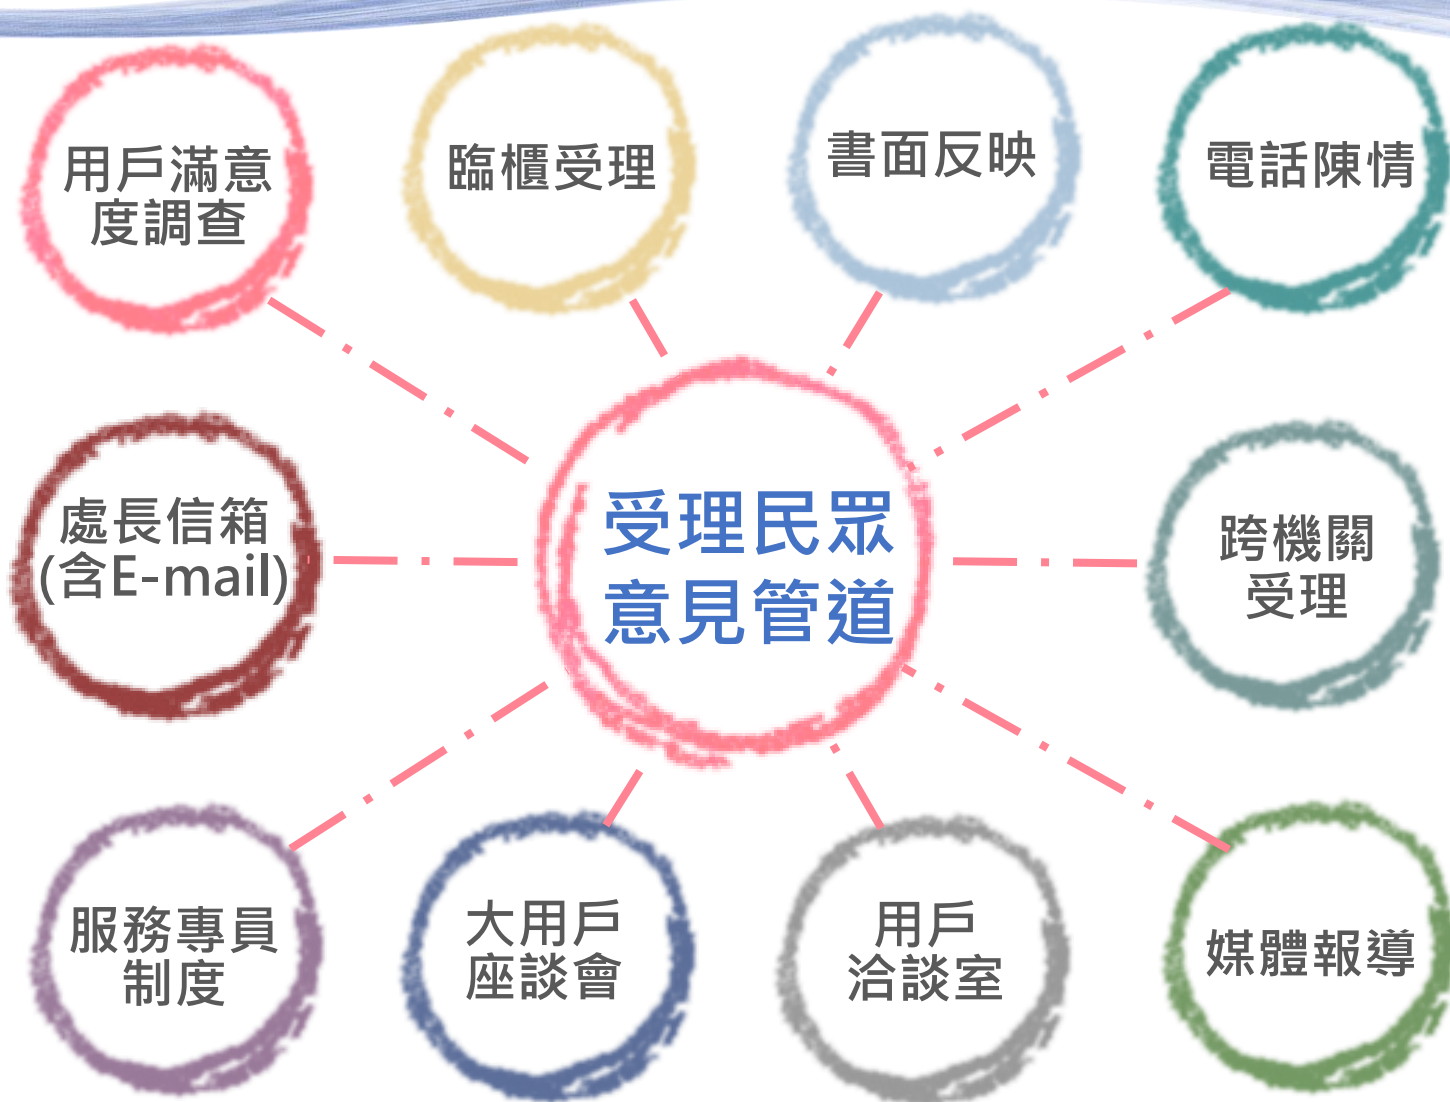 用戶滿意
度調查
臨櫃受理
書面反映
電話陳情
處長信箱
(含E-mail)
受理民眾
意見管道
跨機關
受理
服務專員
制度
大用戶
座談會
用戶
洽談室
媒體報導